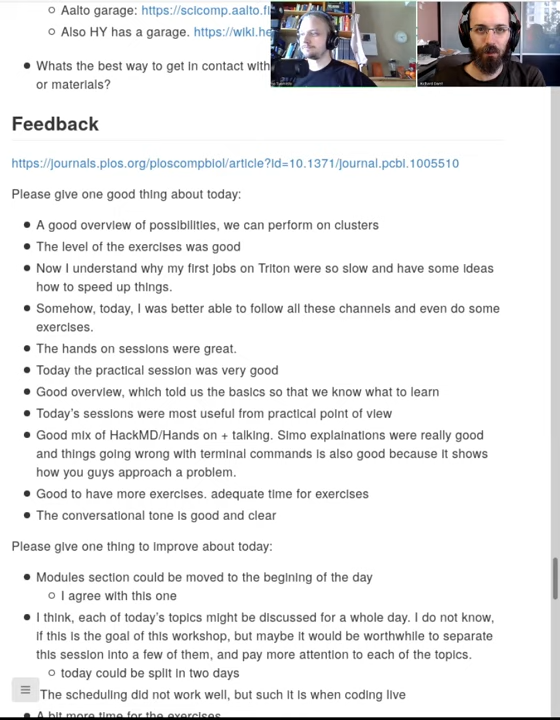 Aalto garage: https://scicomp.aalto.fi
Also HY has a garage. https://wiki.he
Whats the best way to get in contact with
or materials?
Feedback
https://journals.plos.org/ploscompbiol/article?id=10.1371/journal.pcbi.1005510
Please give one good thing about today:
A good overview of possibilities, we can perform on clusters
The level of the exercises was good
Now I understand why my first jobs on Triton were so slow and have some ideas
how to speed up things.
Somehow, today, I was better able to follow all these channels and even do some
exercises.
The hands on sessions were great.
Today the practical session was very good
Good overview, which told us the basics so that we know what to learn
Today's sessions were most useful from practical point of view
Good mix of HackMD/Hands on + talking. Simo explainations were really good
and things going wrong with terminal commands is also good because it shows
how you guys approach a problem.
Good to have more exercises. adequate time for exercises
The conversational tone is good and clear
Please give one thing to improve about today:
Modules section could be moved to the begining of the day
I agree with this one
I think, each of today's topics might be discussed for a whole day. I do not know,
if this is the goal of this workshop, but maybe it would be worthwhile to separate
this session into a few of them, and pay more attention to each of the topics.
today could be split in two days
The scheduling did not work well, but such it is when coding live
A bit more time for the exercises